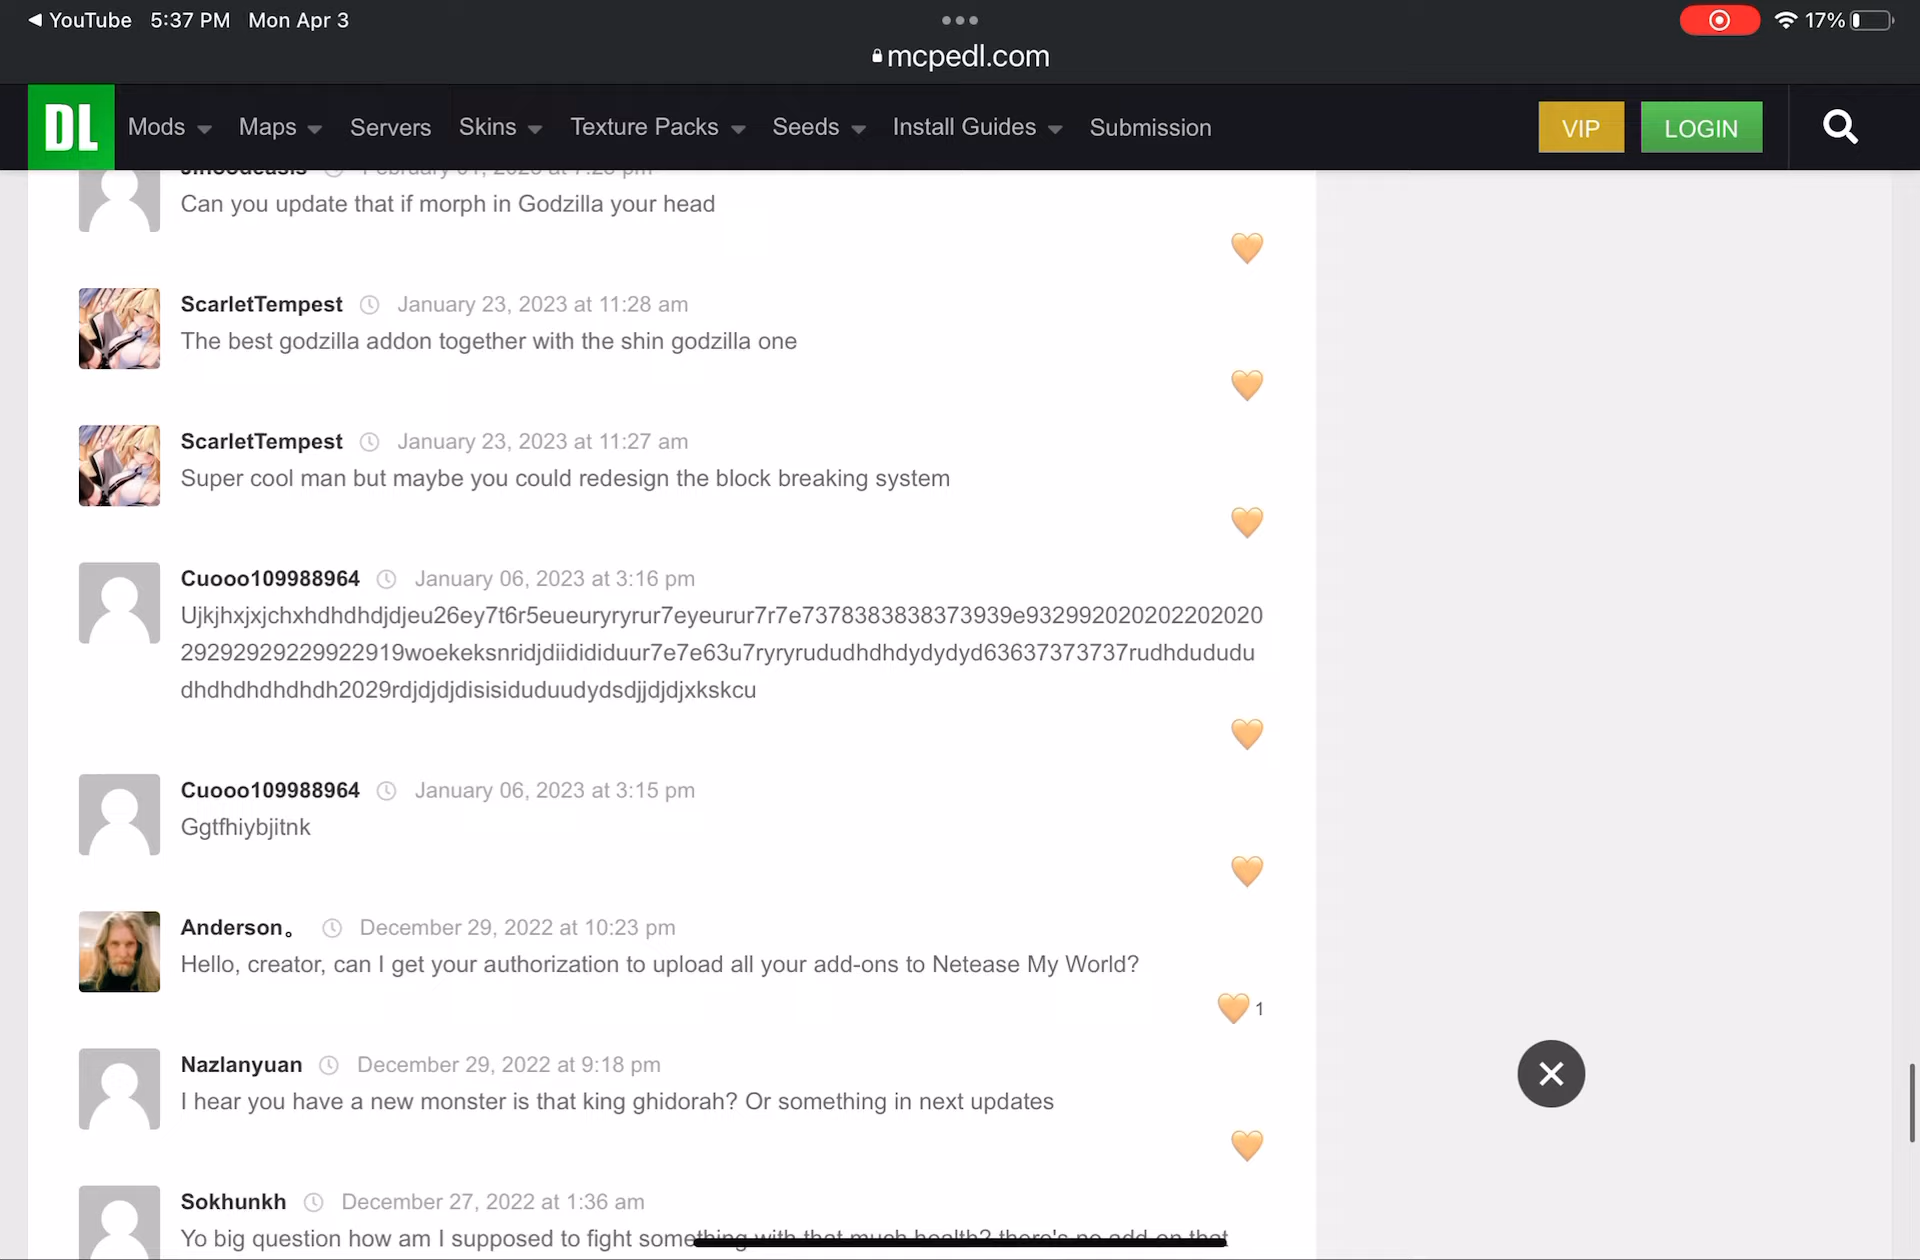 YouTube 5:37 PM Mon Apr 3
17%
mcpedl.com
DL Mods Maps Servers Skins Texture Packs Seeds Install Guides Submission VIP LOGIN
Can you update that if morph in Godzilla your head
ScarletTempest January 23, 2023 at 11:28 am
The best godzilla addon together with the shin godzilla one
ScarletTempest January 23, 2023 at 11:27 am
Super cool man but maybe you could redesign the block breaking system
Cuooo109988964 January 06, 2023 at 3:16 pm
Ujkjhxjxjchxhdhdhdjdjeu26ey7t6r5eueuryryrur7eyeurur7r7e7378383838373939e932992020202202020
29292929229922919woekeksnridjdiidididuur7e7e63u7ryryrududhdhdydydyd63637373737rudhdududu
dhdhdhdhdhdh2029rdjdjdjdisisiduduudydsdjjdjdjxkskcu
Cuooo109988964 January 06, 2023 at 3:15 pm
Ggtfhiybjitnk
Anderson。 December 29, 2022 at 10:23 pm
Hello, creator, can I get your authorization to upload all your add-ons to Netease My World?
1
Nazlanyuan December 29, 2022 at 9:18 pm
I hear you have a new monster is that king ghidorah? Or something in next updates
Sokhunkh December 27, 2022 at 1:36 am
Yo big question how am I supposed to fight something with that much health? there's no add-on that